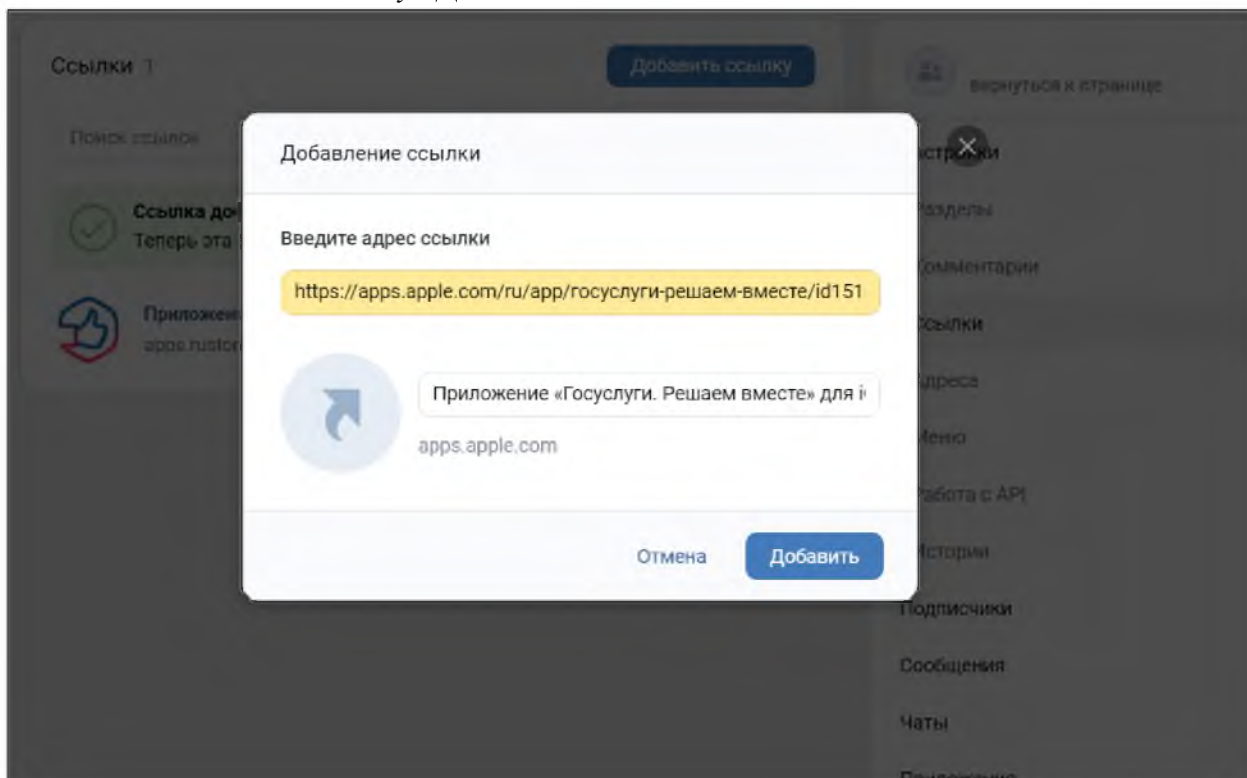 Ссылки 1
Добавить ссылку
вернуться к странице
Поиск ссылок
Добавление ссылки
Разделы
Ссылка до
Теперь эта
Введите адрес ссылки
Комментарии
https://apps.apple.com/ru/app/госуслуги-решаем-вместе/id151
Приложен
apps.rustor
Ссылки
Адреса
Приложение «Госуслуги. Решаем вместе» для i
apps.apple.com
Меню
Работа с API
Отмена
Добавить
Истории
Подписчики
Сообщения
Чаты